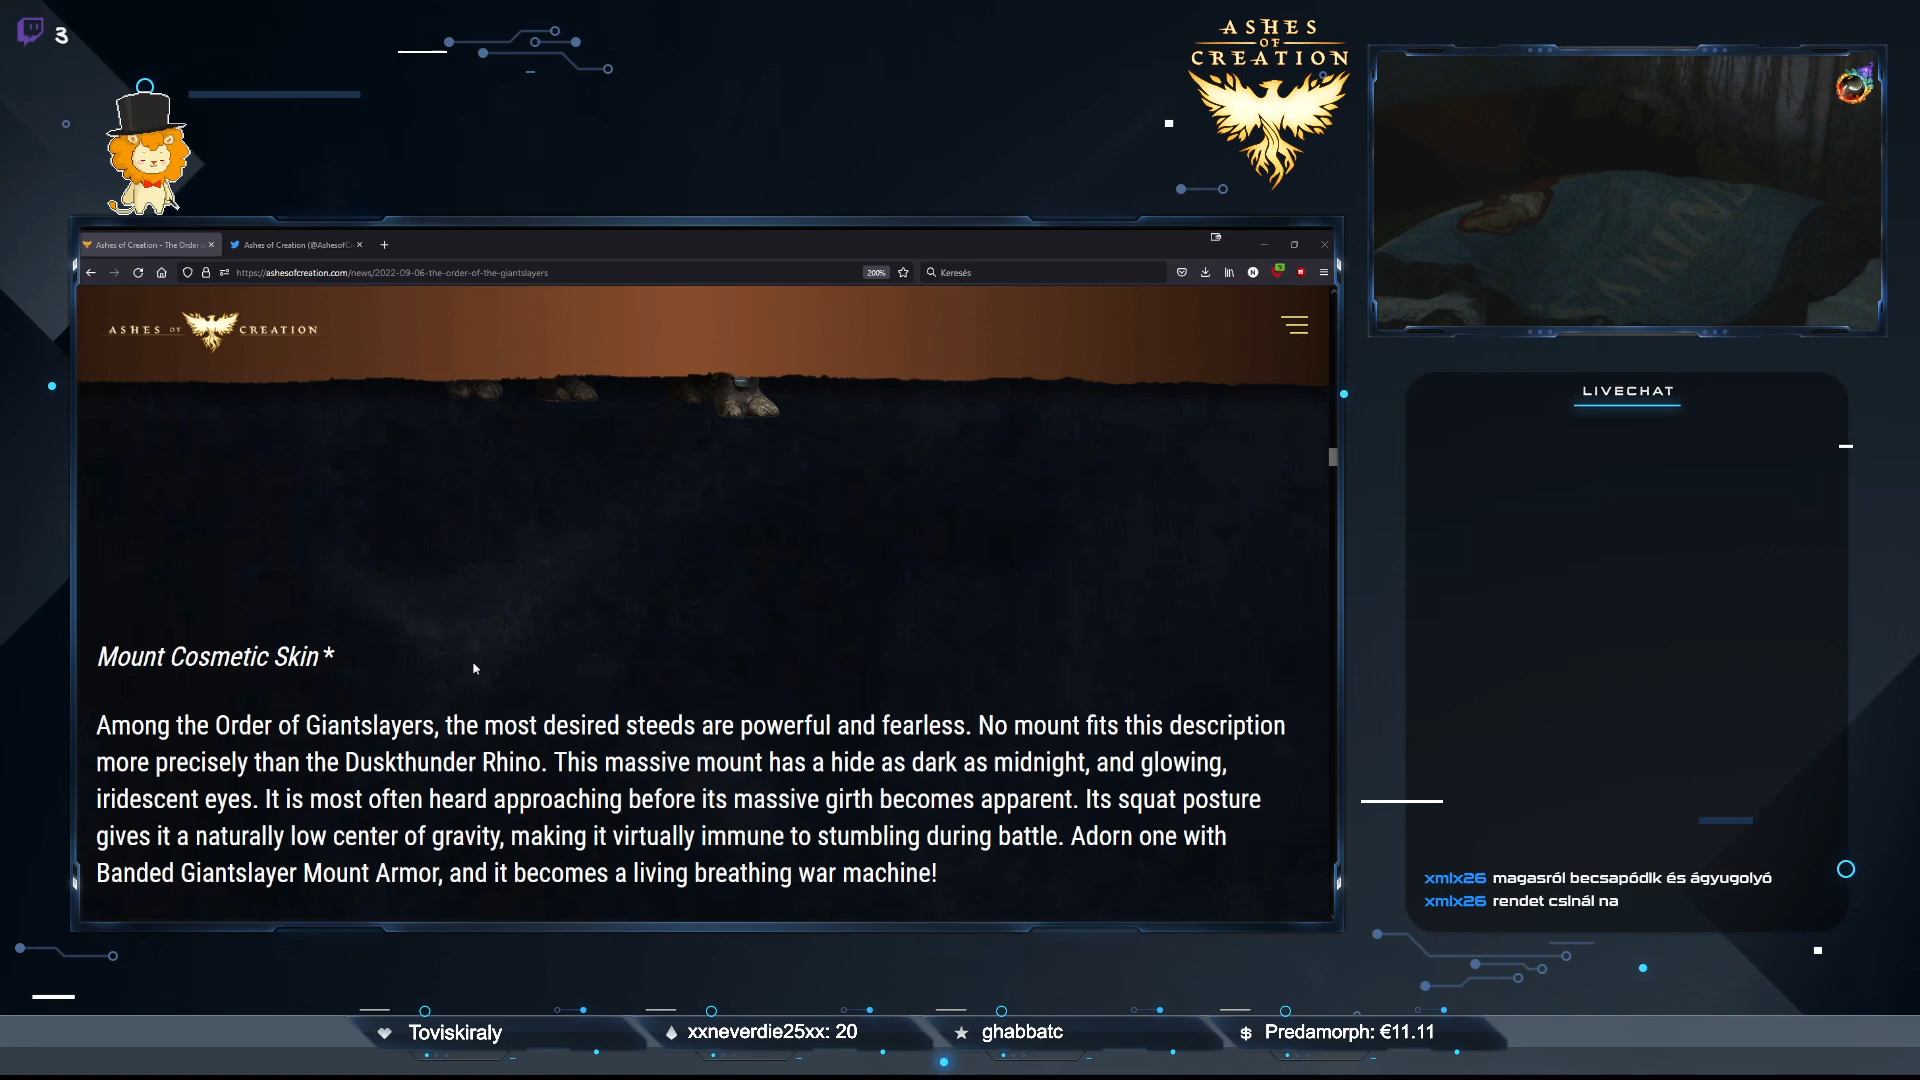 3
ASHES
OF
CREATION
Ashes of Creation - The Order o
Ashes of Creation (@AshesofC
https://ashesofcreation.com/news/2022-09-06-the-order-of-the-giantslayers
200%
Keresés
ASHES OF CREATION
LIVECHAT
Mount Cosmetic Skin*
Among the Order of Giantslayers, the most desired steeds are powerful and fearless. No mount fits this description
more precisely than the Duskthunder Rhino. This massive mount has a hide as dark as midnight, and glowing,
iridescent eyes. It is most often heard approaching before its massive girth becomes apparent. Its squat posture
gives it a naturally low center of gravity, making it virtually immune to stumbling during battle. Adorn one with
Banded Giantslayer Mount Armor, and it becomes a living breathing war machine!
xmix26 magasról becsapódik és ágyugolyó
xmix26 rendet csinál na
Toviskiraly
xxneverdie25xx: 20
ghabbatc
Predamorph: €11.11